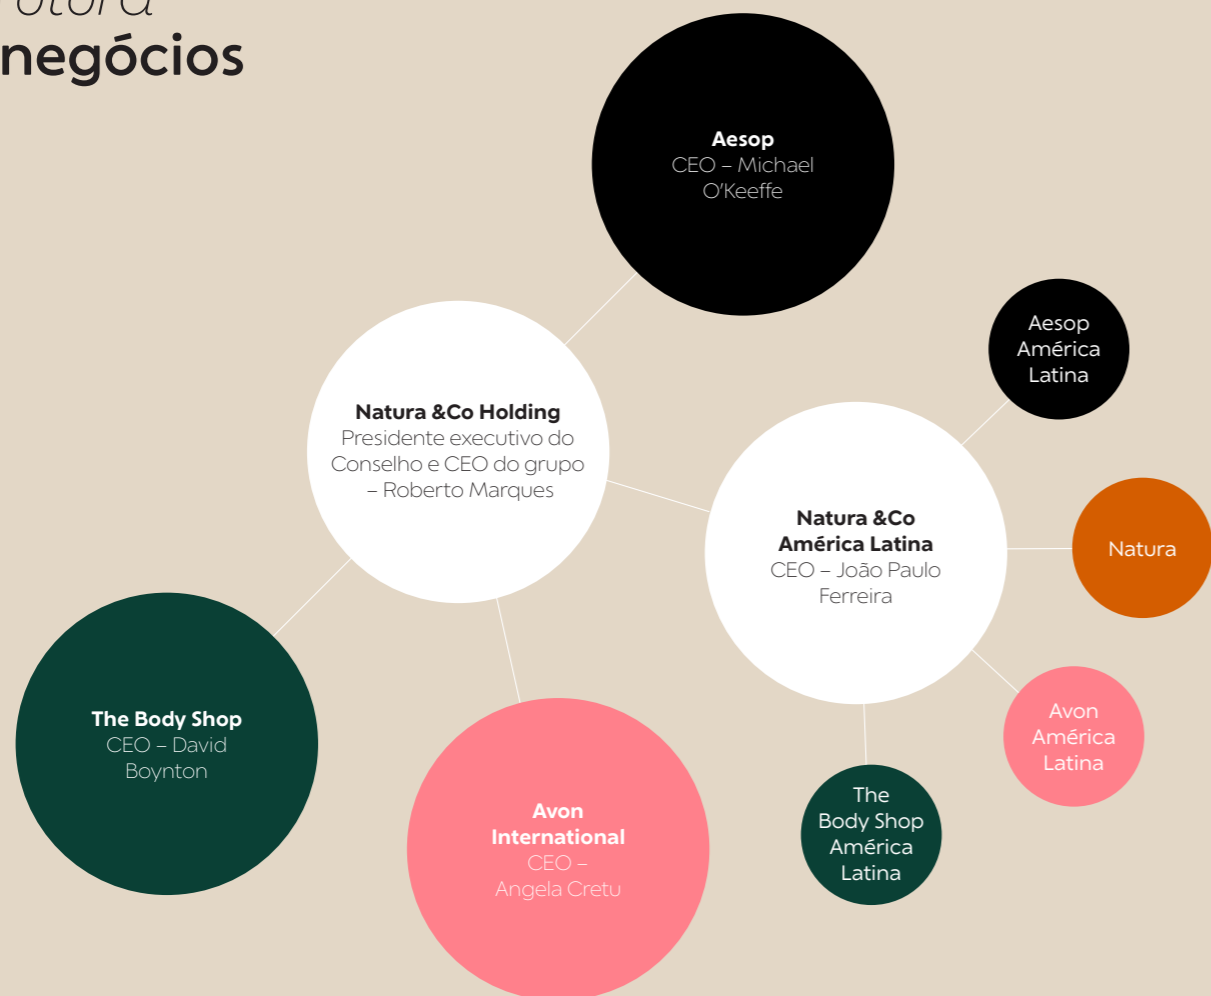 negócios
Aesop
CEO – Michael
O'Keeffe
Aesop
América
Latina
Natura &Co Holding
Presidente executivo do
Conselho e CEO do grupo
– Roberto Marques
Natura &Co
América Latina
CEO – João Paulo
Ferreira
Natura
The Body Shop
CEO – David
Boynton
Avon
América
Latina
Avon
International
CEO –
Angela Cretu
The
Body Shop
América
Latina